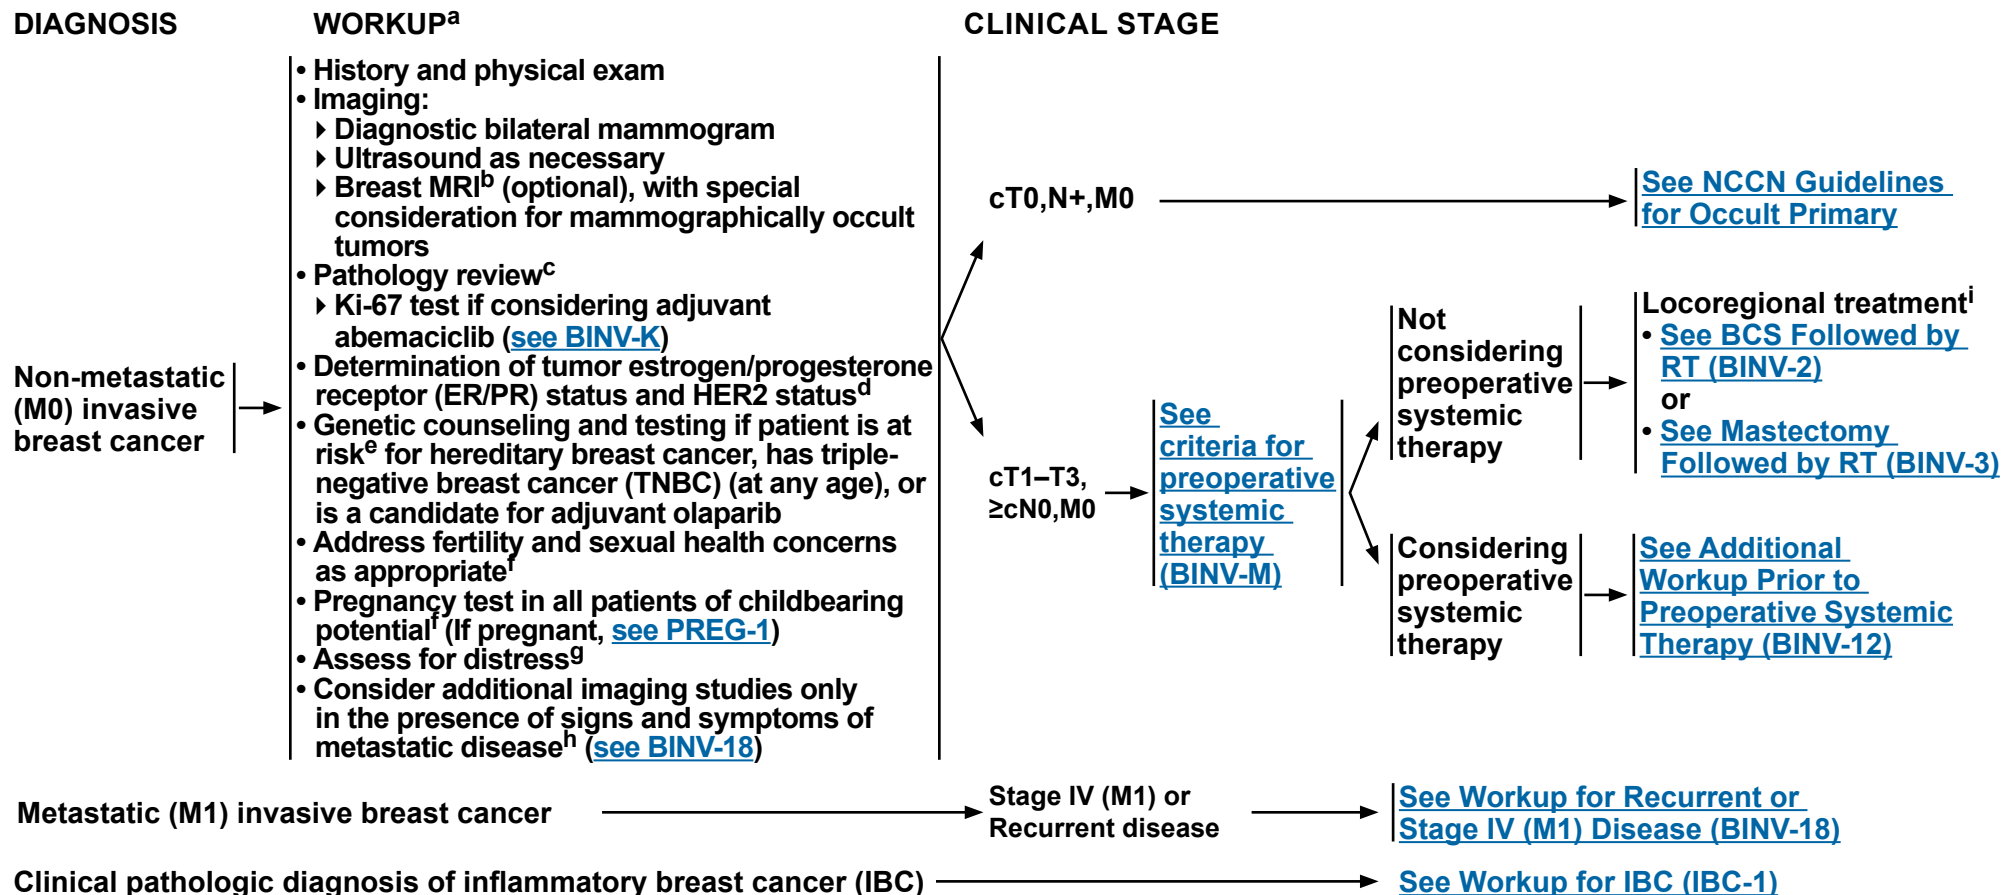 DIAGNOSIS
WORKUPa
CLINICAL STAGE
Non-metastatic
(M0) invasive
breast cancer
• History and physical exam
• Imaging:
▸ Diagnostic bilateral mammogram
▸ Ultrasound as necessary
▸ Breast MRIb (optional), with special
consideration for mammographically occult
tumors
• Pathology reviewc
▸ Ki-67 test if considering adjuvant
abemaciclib (see BINV-K)
• Determination of tumor estrogen/progesterone
receptor (ER/PR) status and HER2 statusd
• Genetic counseling and testing if patient is at
riske for hereditary breast cancer, has triple-
negative breast cancer (TNBC) (at any age), or
is a candidate for adjuvant olaparib
• Address fertility and sexual health concerns
as appropriatef
• Pregnancy test in all patients of childbearing
potentialf (If pregnant, see PREG-1)
• Assess for distressg
• Consider additional imaging studies only
in the presence of signs and symptoms of
metastatic diseaseh (see BINV-18)
cT0,N+,M0
See NCCN Guidelines
for Occult Primary
cT1–T3,
≥cN0,M0
See
criteria for
preoperative
systemic
therapy
(BINV-M)
Not
considering
preoperative
systemic
therapy
Locoregional treatmenti
• See BCS Followed by
RT (BINV-2)
or
• See Mastectomy
Followed by RT (BINV-3)
Considering
preoperative
systemic
therapy
See Additional
Workup Prior to
Preoperative Systemic
Therapy (BINV-12)
Metastatic (M1) invasive breast cancer
Stage IV (M1) or
Recurrent disease
See Workup for Recurrent or
Stage IV (M1) Disease (BINV-18)
Clinical pathologic diagnosis of inflammatory breast cancer (IBC)
See Workup for IBC (IBC-1)